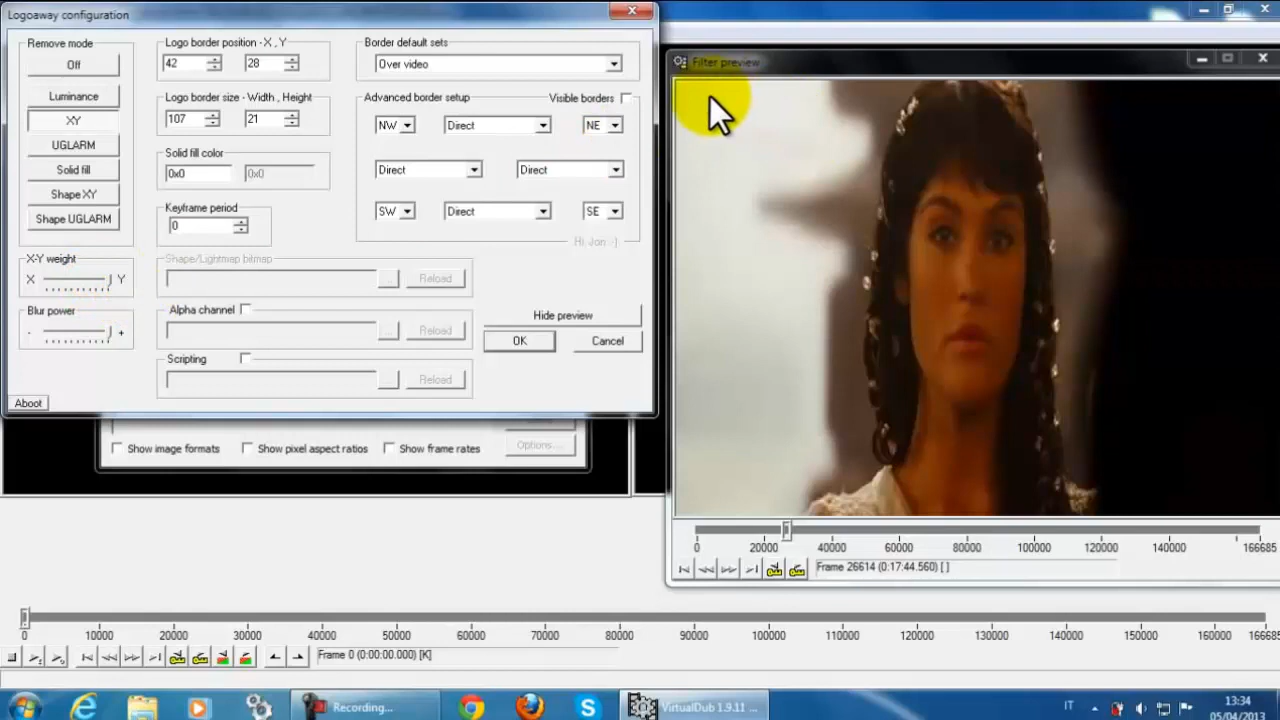 Logoaway configuration
Remove mode
Off
Luminance
XY
UGLARM
Solid fill
Shape XY
Shape UGLARM
X-Y weight
X Y
Blur power
- +
About
Logo border position - X , Y
42 28
Logo border size - Width , Height
107 21
Solid fill color
0x0 0x0
Keyframe period
0
Shape/Lightmap bitmap
... Reload
Alpha channel
... Reload
Scripting
... Reload
Border default sets
Over video
Advanced border setup Visible borders
NW Direct NE
Direct Direct
SW Direct SE
Hi, Jon :-]
Hide preview
OK Cancel
Show image formats Show pixel aspect ratios Show frame rates Options...
Filter preview
0 20000 40000 60000 80000 100000 120000 140000 166685
Frame 26614 (0:17:44.560) [ ]
0 10000 20000 30000 40000 50000 60000 70000 80000 90000 100000 110000 120000 130000 140000 150000 160000 166685
Frame 0 (0:00:00.000) [K]
Recording...
VirtualDub 1.9.11 ...
IT
13:34
05/04/2013